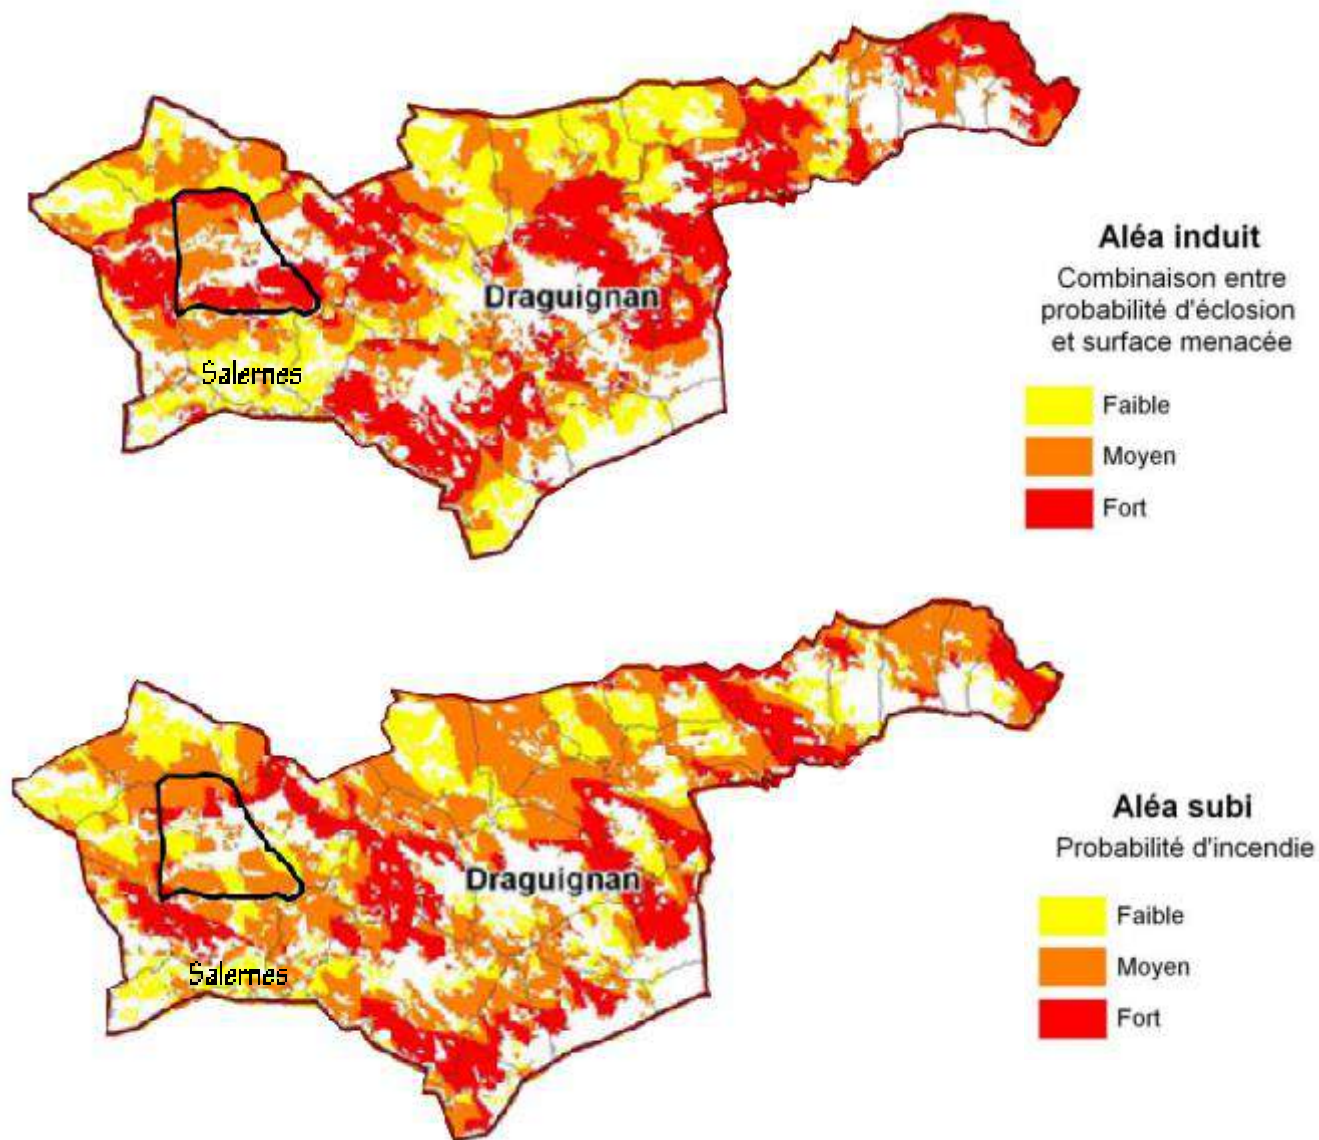 Aléa induit
Combinaison entre
probabilité d'éclosion
et surface menacée
Draguignan
Salernes
Faible
Moyen
Fort
Aléa subi
Probabilité d'incendie
Draguignan
Salernes
Faible
Moyen
Fort